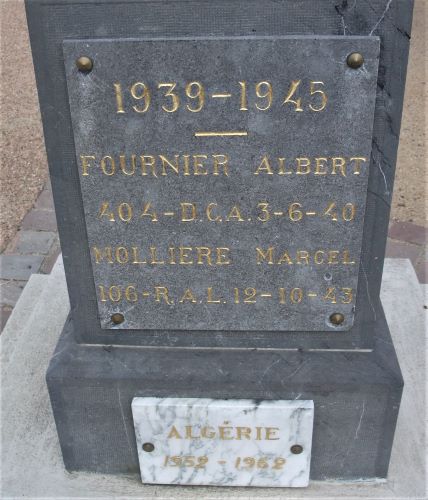 1939-1945
FOURNIER ALBERT
404-D.C.A. 3-6-40
MOLLIERE MARCEL
106-R.A.L. 12-10-43
ALGÉRIE
1952-1962